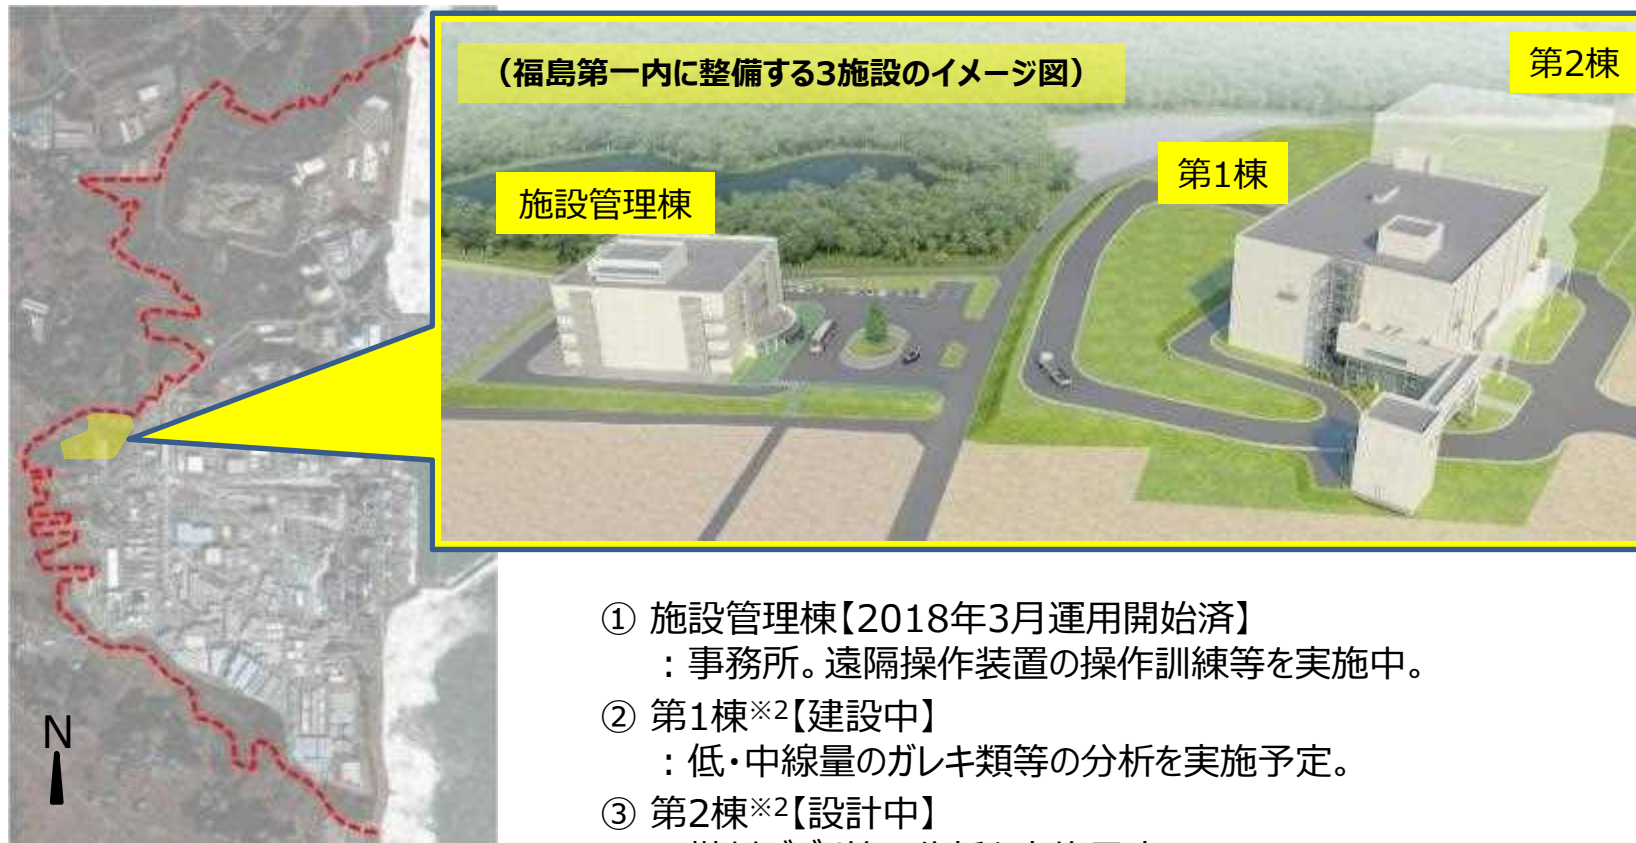 (福島第一内に整備する3施設のイメージ図)
第2棟
第1棟
施設管理棟
N
① 施設管理棟【2018年3月運用開始済】
：事務所。遠隔操作装置の操作訓練等を実施中。
② 第1棟※2【建設中】
：低・中線量のガレキ類等の分析を実施予定。
③ 第2棟※2【設計中】